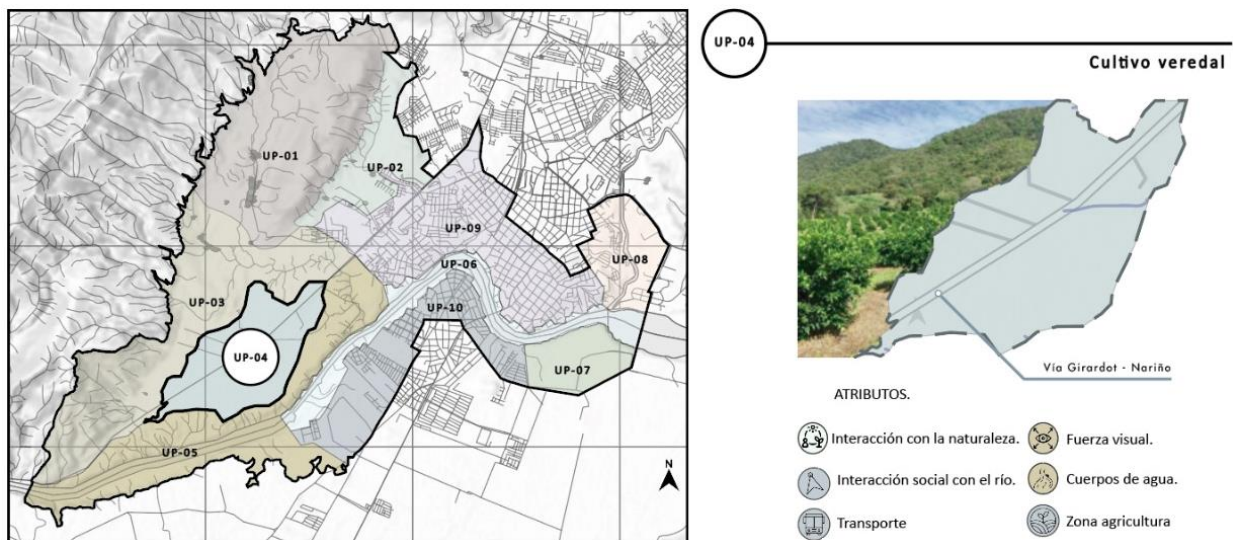 UP-01
UP-02
UP-09
UP-06
UP-08
UP-03
UP-10
UP-04
UP-07
UP-05
N
UP-04
Cultivo veredal
Vía Girardot - Nariño
ATRIBUTOS.
Interacción con la naturaleza.
Fuerza visual.
Interacción social con el río.
Cuerpos de agua.
Transporte
Zona agricultura